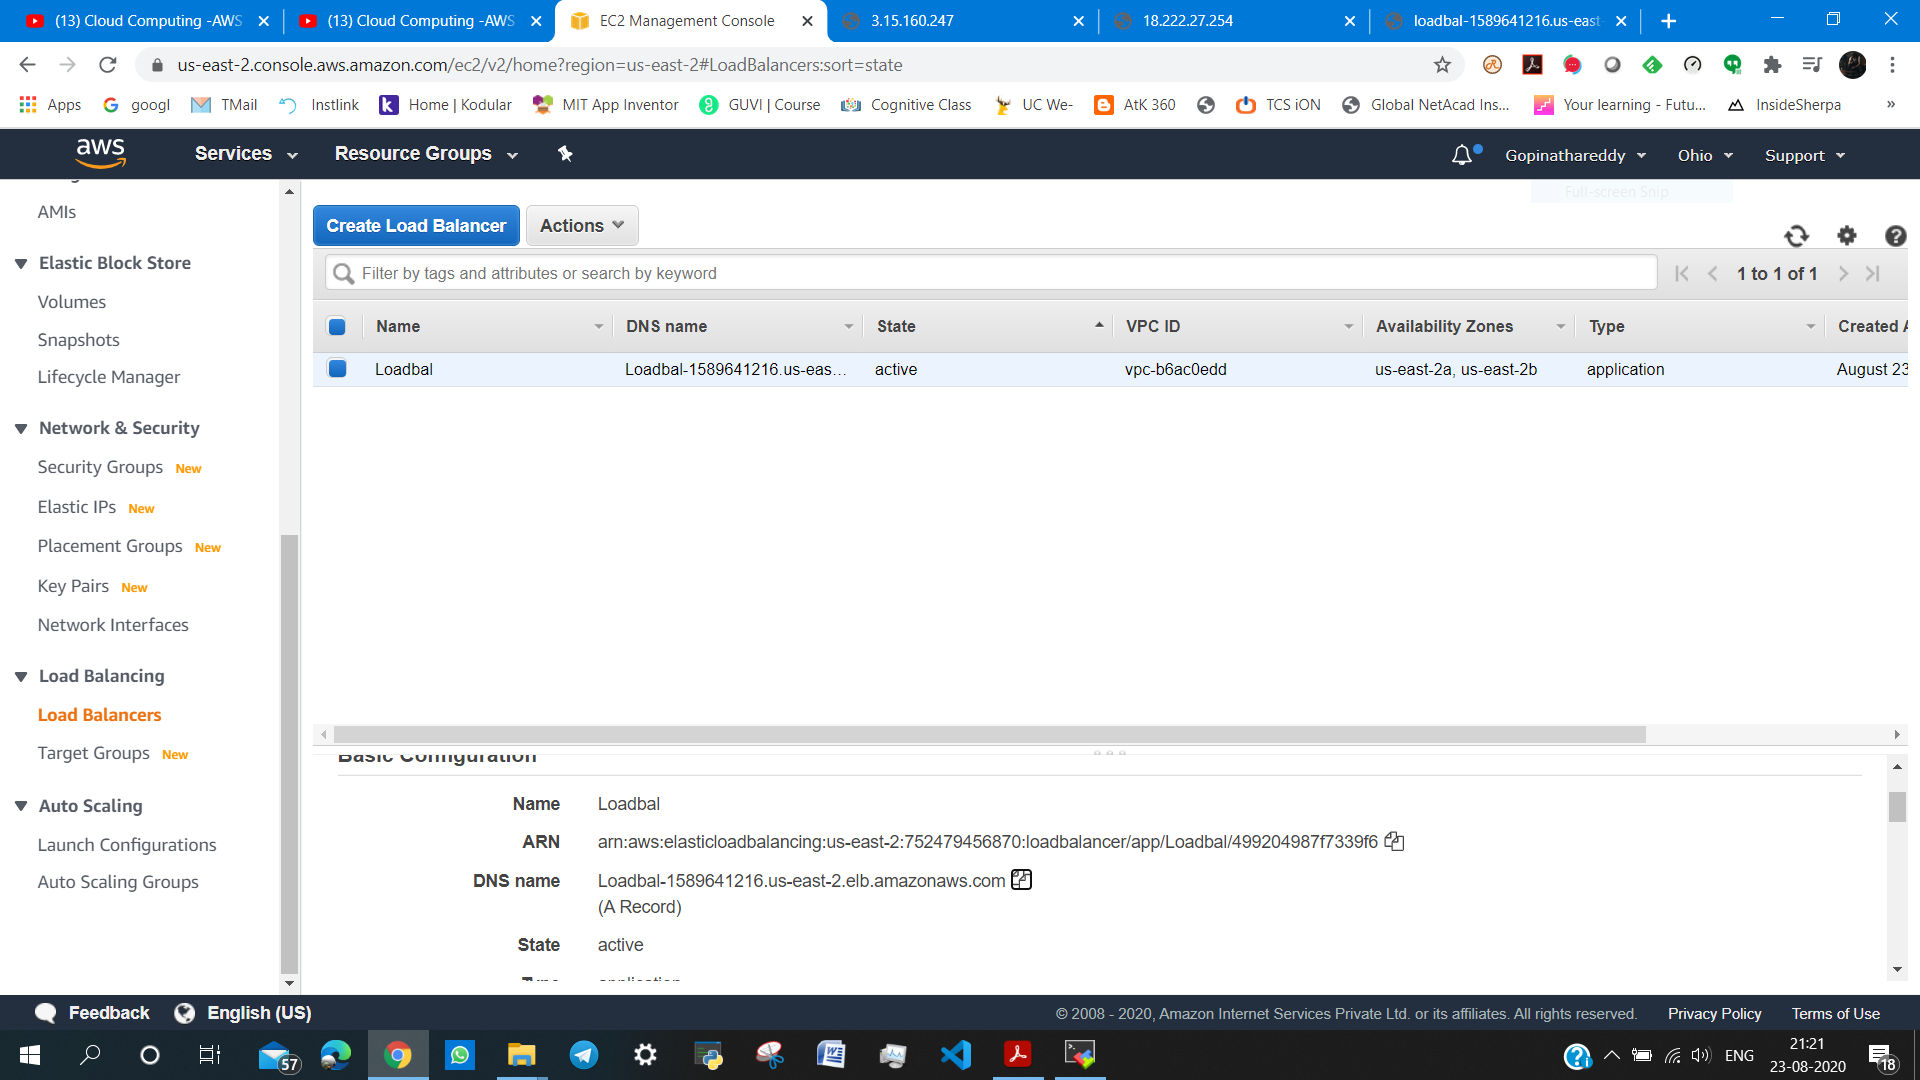 (13) Cloud Computing -AWS
(13) Cloud Computing -AWS
EC2 Management Console
3.15.160.247
18.222.27.254
loadbal-1589641216.us-east-
us-east-2.console.aws.amazon.com/ec2/v2/home?region=us-east-2#LoadBalancers:sort=state
Apps
googl
TMail
Instlink
Home | Kodular
MIT App Inventor
GUVI | Course
Cognitive Class
UC We-
AtK 360
TCS iON
Global NetAcad Ins...
Your learning - Futu...
InsideSherpa
»
aws
Services
Resource Groups
Gopinathareddy
Ohio
Support
Full-screen Snip
AMIs
Elastic Block Store
Volumes
Snapshots
Lifecycle Manager
Network & Security
Security Groups New
Elastic IPs New
Placement Groups New
Key Pairs New
Network Interfaces
Load Balancing
Load Balancers
Target Groups New
Auto Scaling
Launch Configurations
Auto Scaling Groups
Create Load Balancer
Actions
Filter by tags and attributes or search by keyword
1 to 1 of 1
Name DNS name State VPC ID Availability Zones Type Created A
Loadbal Loadbal-1589641216.us-eas... active vpc-b6ac0edd us-east-2a, us-east-2b application August 23
Basic Configuration
Name Loadbal
ARN arn:aws:elasticloadbalancing:us-east-2:752479456870:loadbalancer/app/Loadbal/499204987f7339f6
DNS name Loadbal-1589641216.us-east-2.elb.amazonaws.com
(A Record)
State active
Type application
Feedback
English (US)
© 2008 - 2020, Amazon Internet Services Private Ltd. or its affiliates. All rights reserved.
Privacy Policy
Terms of Use
57
ENG
21:21
23-08-2020
18